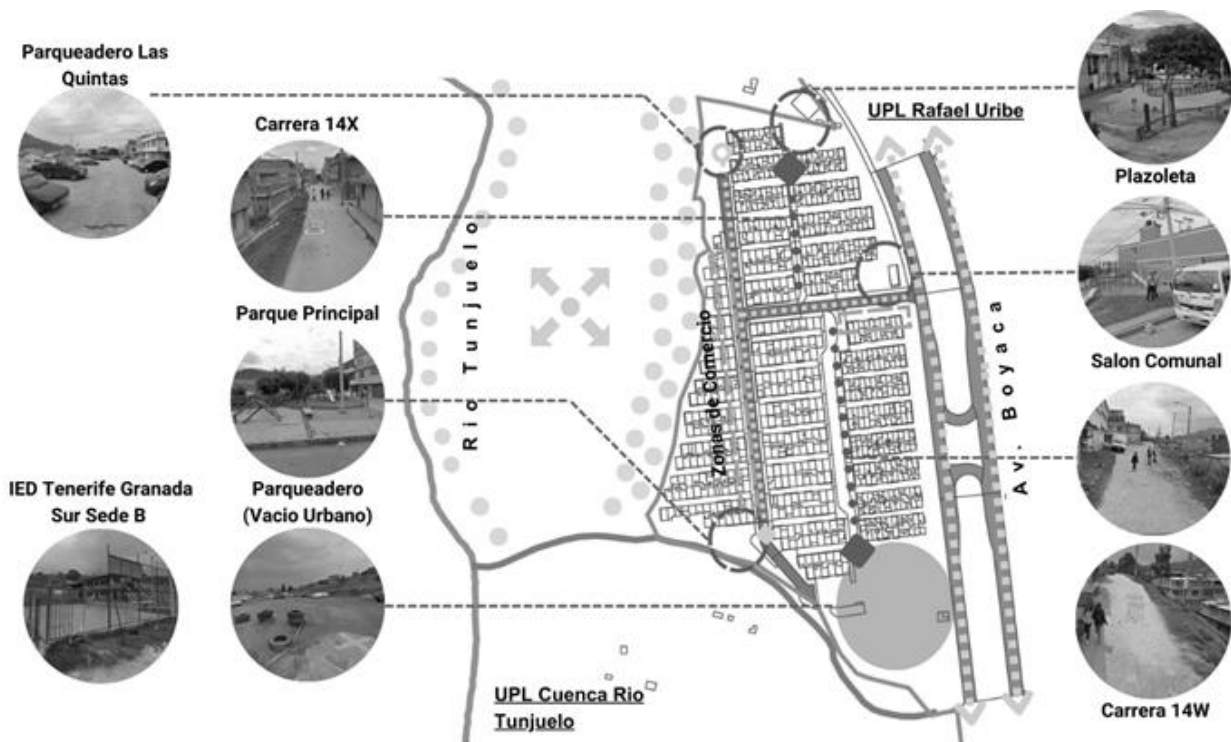 Parqueadero Las
Quintas
Carrera 14X
Parque Principal
IED Tenerife Granada
Sur Sede B
Parqueadero
(Vacio Urbano)
Rio Tunjuelo
Zonas de Comercio
UPL Cuenca Rio
Tunjuelo
UPL Rafael Uribe
Av. Boyaca
Plazoleta
Salon Comunal
Carrera 14W